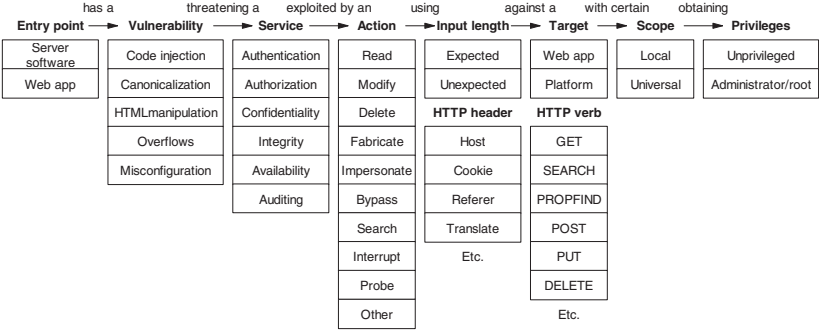 has a threatening a exploited by an using against a with certain obtaining
Entry point Vulnerability Service Action Input length Target Scope Privileges
Server software
Web app
Code injection
Canonicalization
HTMLmanipulation
Overflows
Misconfiguration
Authentication
Authorization
Confidentiality
Integrity
Availability
Auditing
Read
Modify
Delete
Fabricate
Impersonate
Bypass
Search
Interrupt
Probe
Other
Expected
Unexpected
HTTP header
Host
Cookie
Referer
Translate
Etc.
Web app
Platform
HTTP verb
GET
SEARCH
PROPFIND
POST
PUT
DELETE
Etc.
Local
Universal
Unprivileged
Administrator/root